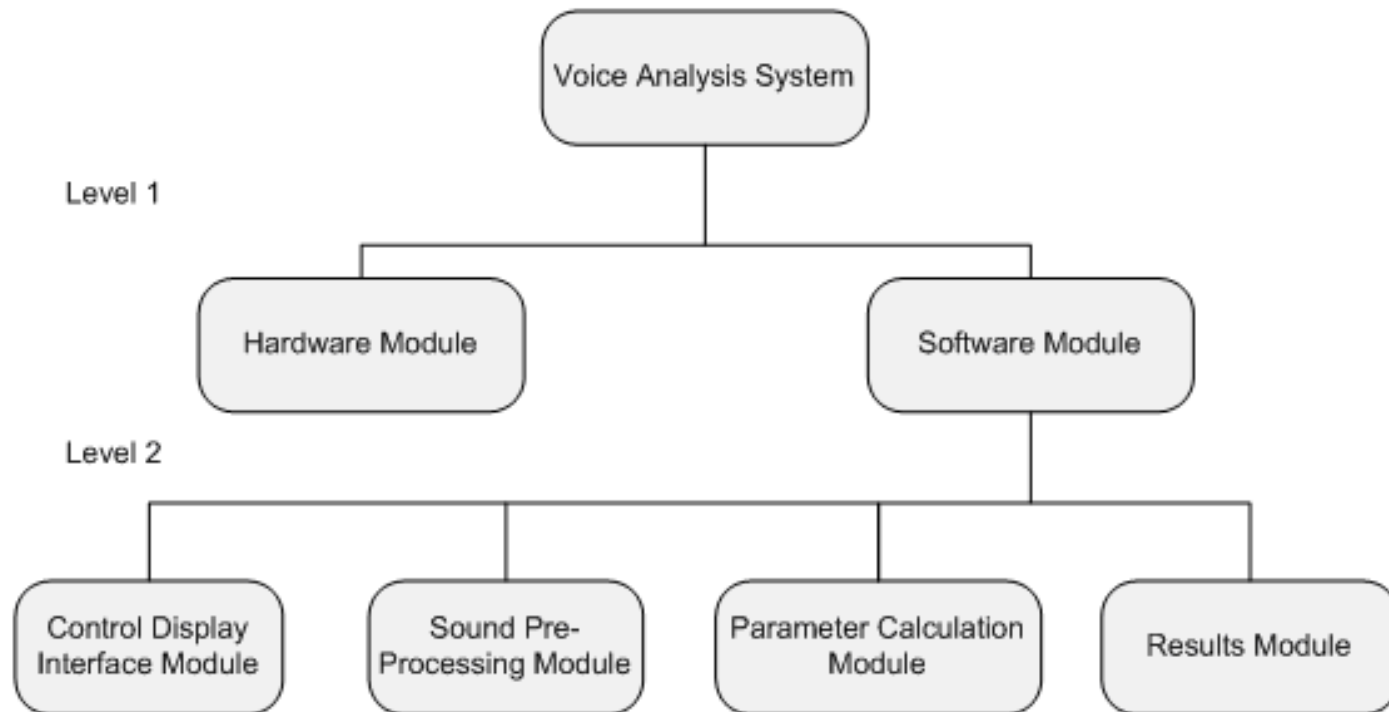 Voice Analysis System
Level 1
Hardware Module
Software Module
Level 2
Control Display
Interface Module
Sound Pre-
Processing Module
Parameter Calculation
Module
Results Module